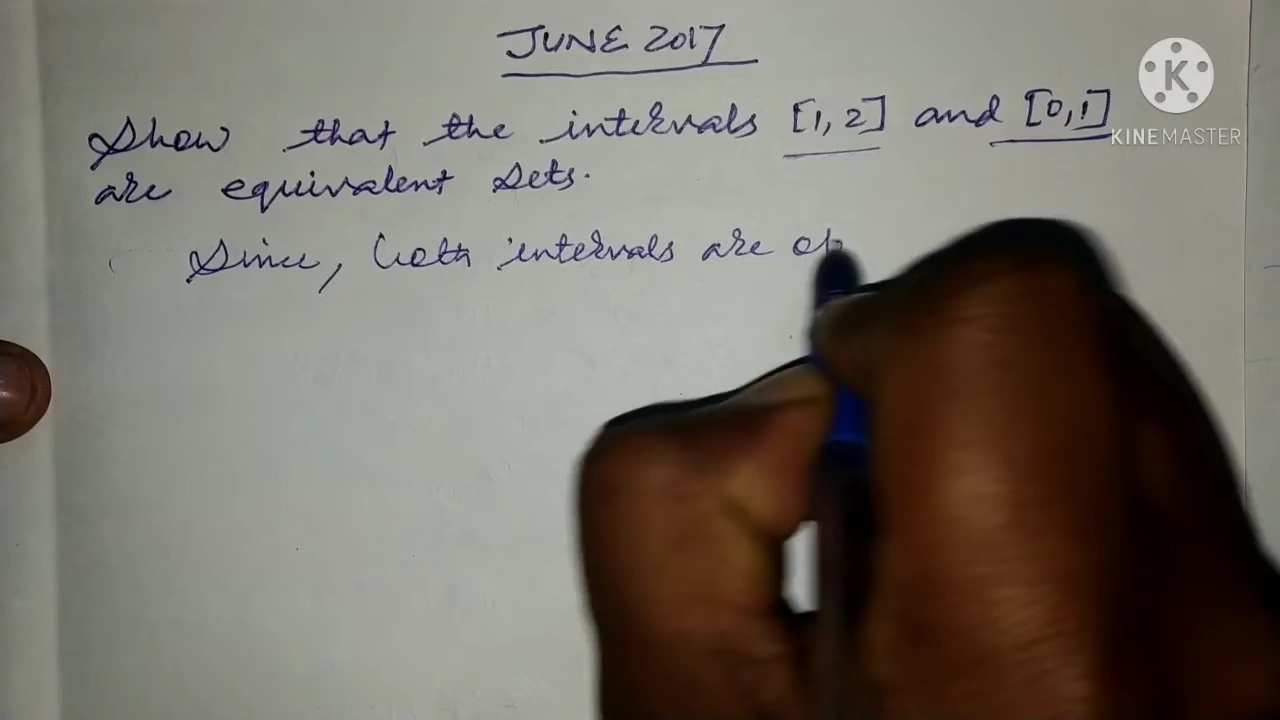 JUNE 2017
Show that the intervals [1, 2] and [0,1]
are equivalent sets.
Since, both intervals are
K
KINEMASTER